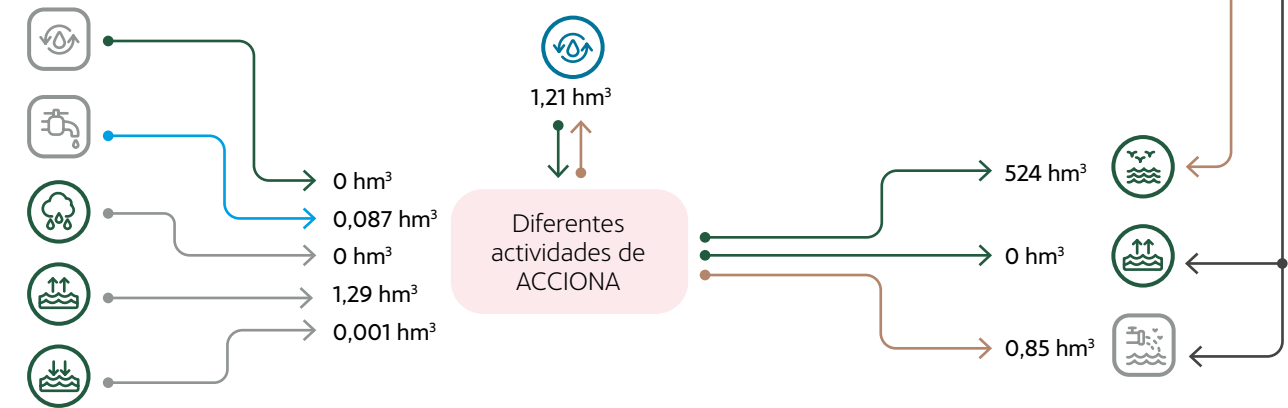 1,21 hm³
0 hm³
0,087 hm³
0 hm³
1,29 hm³
0,001 hm³
Diferentes
actividades de
ACCIONA
524 hm³
0 hm³
0,85 hm³